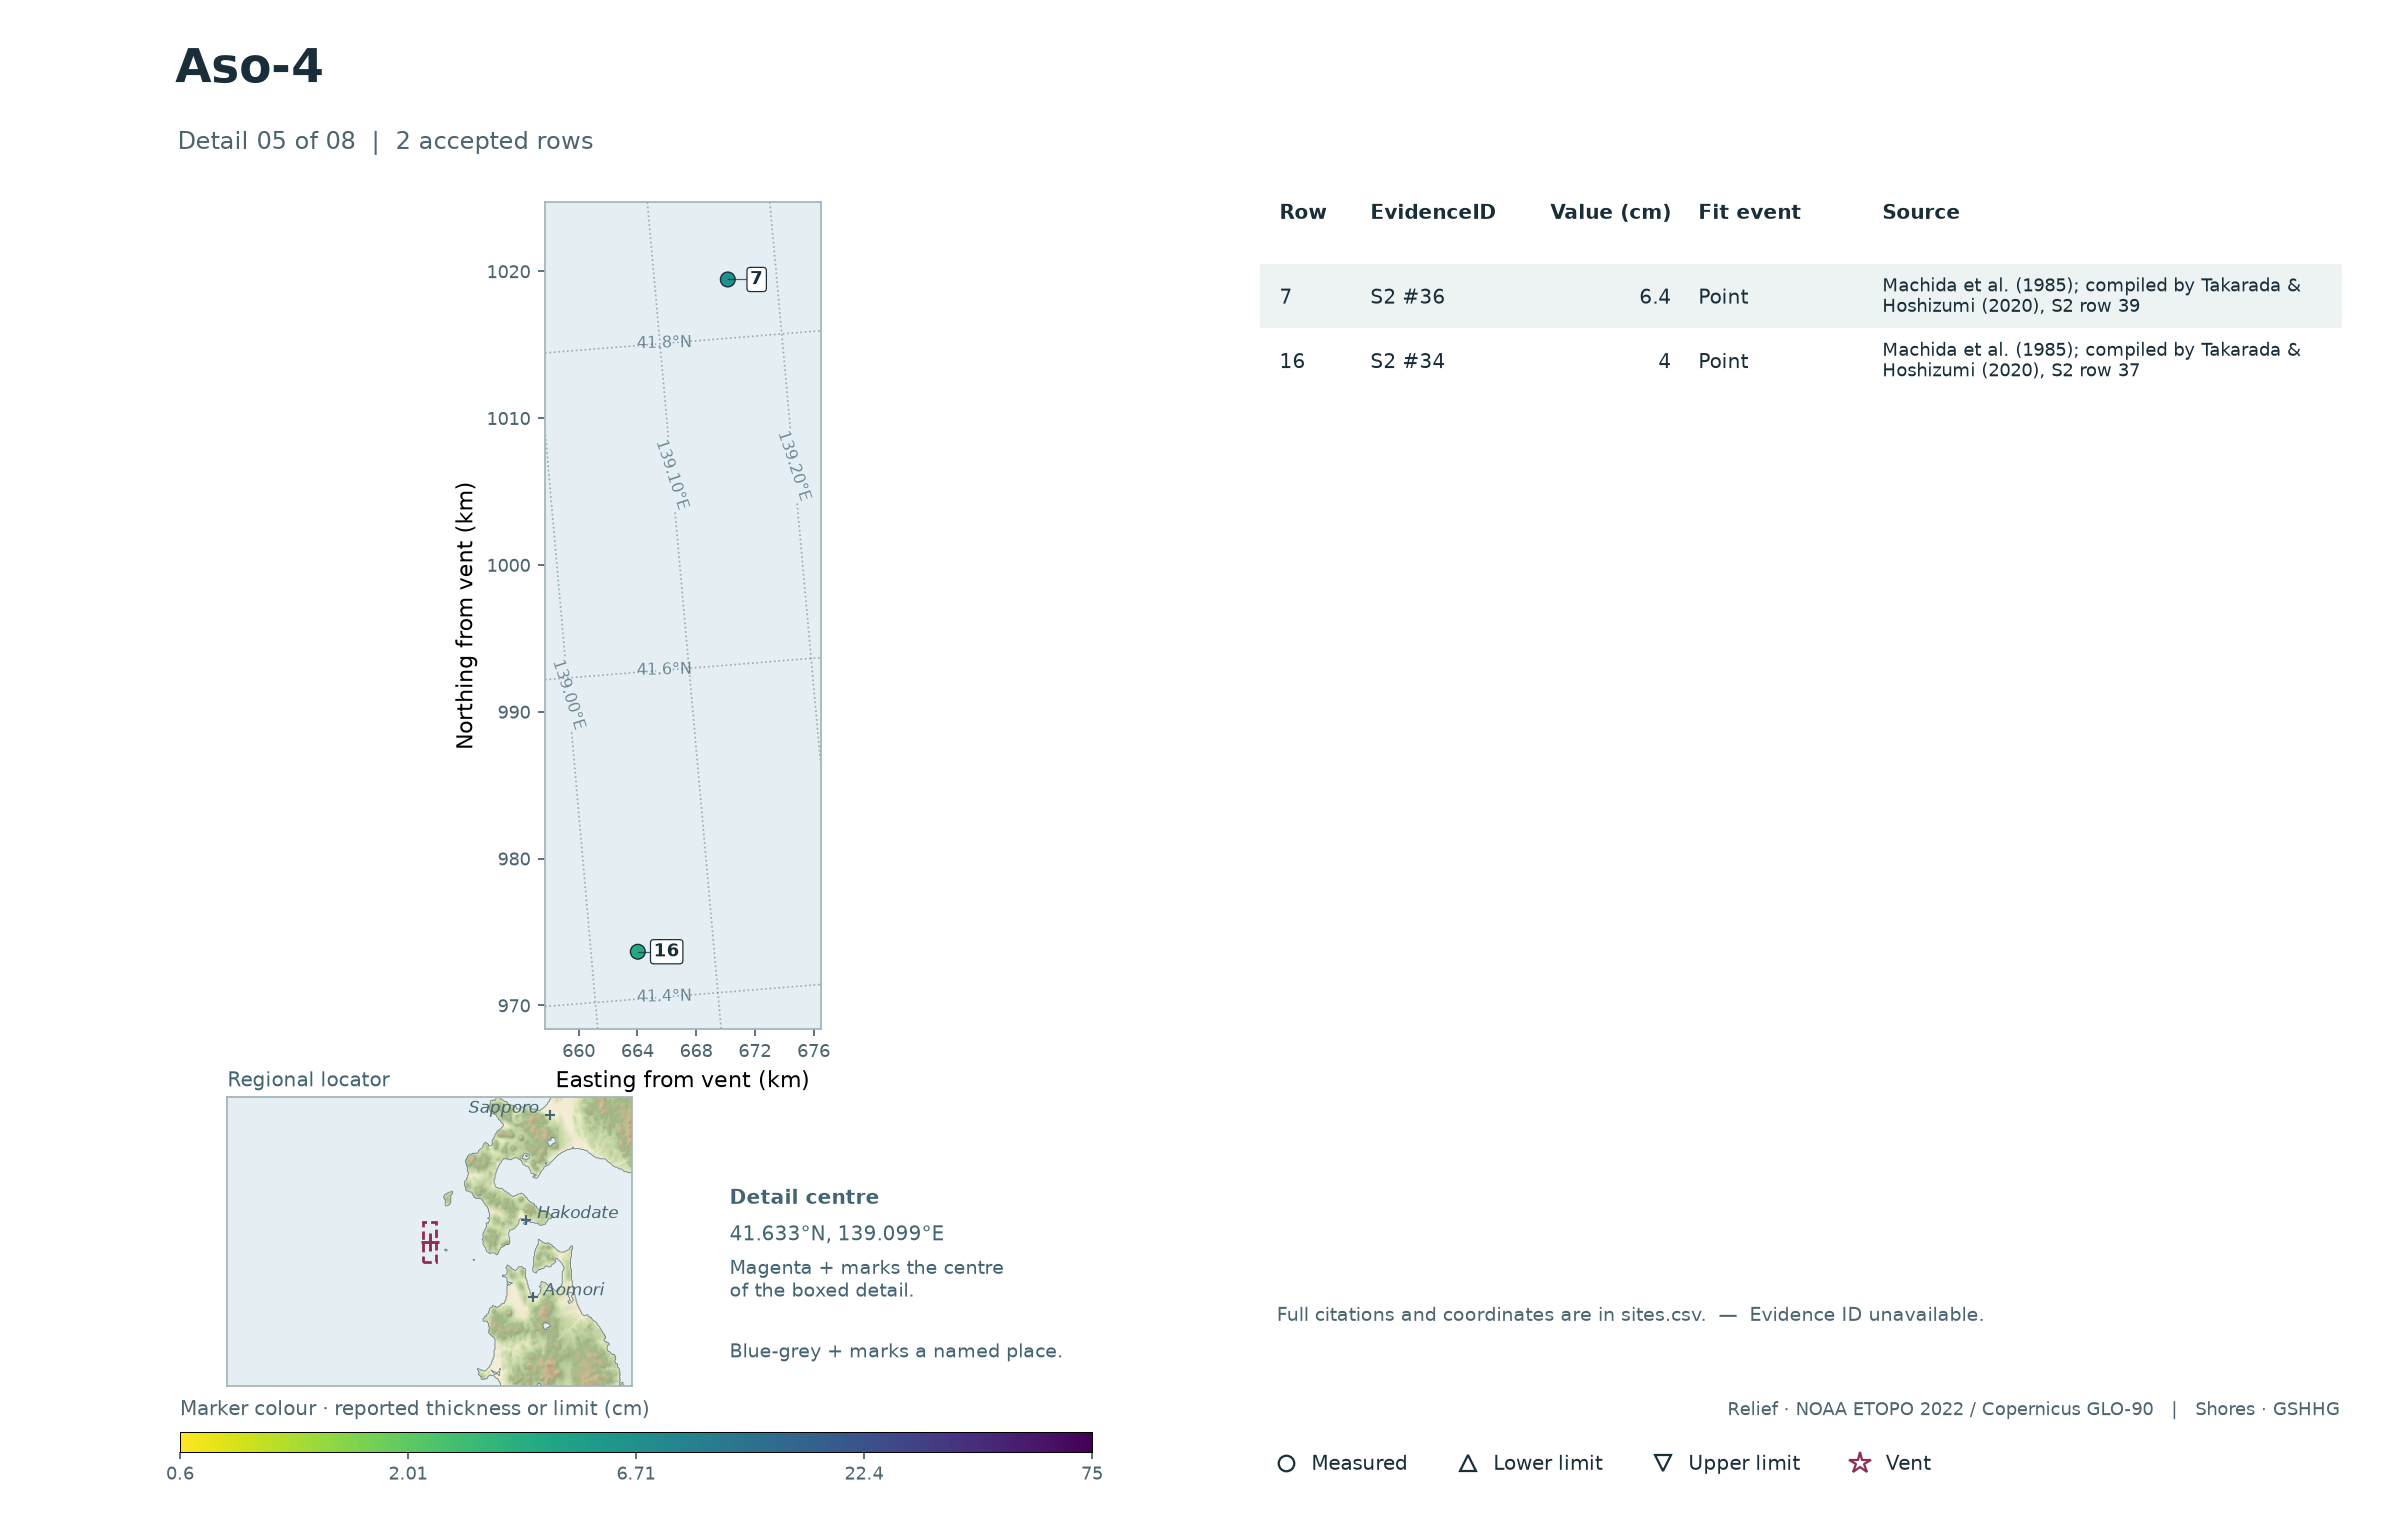 Aso-4
Detail 05 of 08 | 2 accepted rows
1020
1010
1000
990
980
970
Northing from vent (km)
41.8°N
41.6°N
41.4°N
139.00°E
139.10°E
139.20°E
7
16
660 664 668 672 676
Easting from vent (km)
Row EvidenceID Value (cm) Fit event Source
7 S2 #36 6.4 Point Machida et al. (1985); compiled by Takarada &
Hoshizumi (2020), S2 row 39
16 S2 #34 4 Point Machida et al. (1985); compiled by Takarada &
Hoshizumi (2020), S2 row 37
Regional locator
Sapporo
Hakodate
Aomori
Detail centre
41.633°N, 139.099°E
Magenta + marks the centre
of the boxed detail.
Blue-grey + marks a named place.
Full citations and coordinates are in sites.csv. — Evidence ID unavailable.
Marker colour · reported thickness or limit (cm)
0.6 2.01 6.71 22.4 75
Relief · NOAA ETOPO 2022 / Copernicus GLO-90 | Shores · GSHHG
Measured Lower limit Upper limit Vent